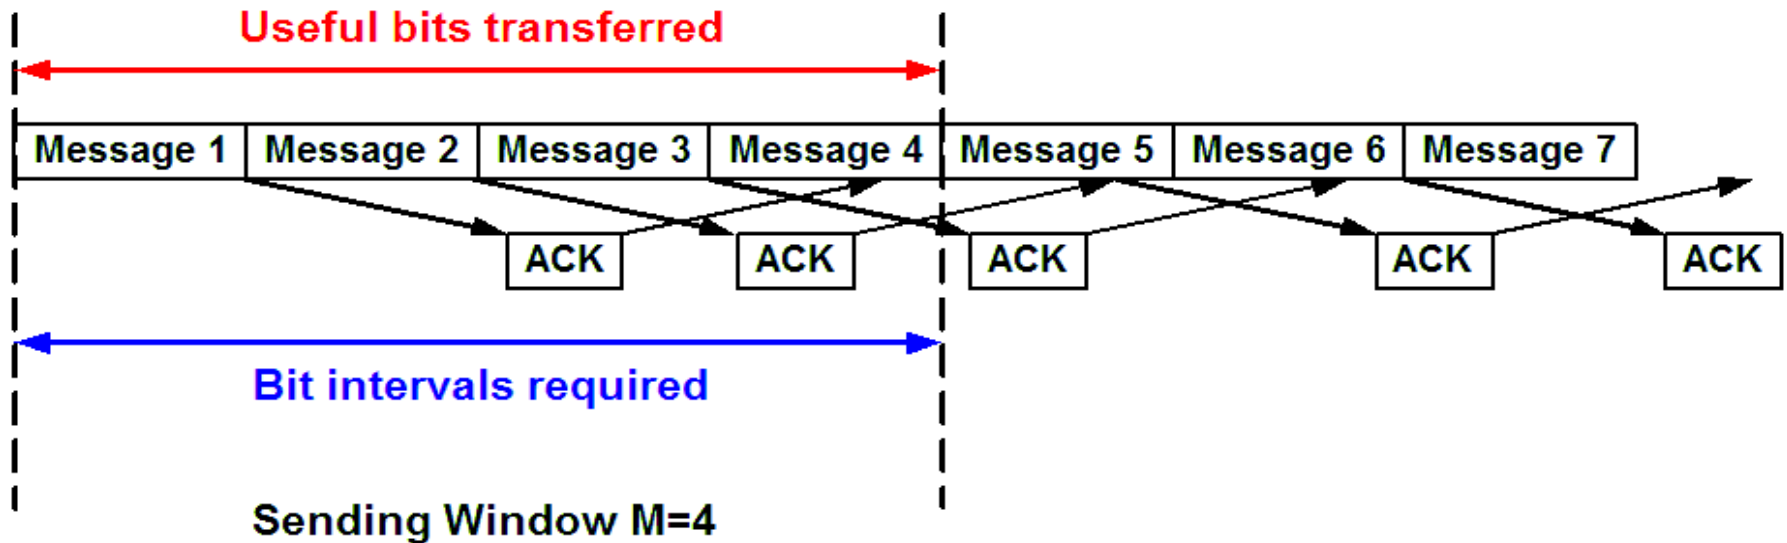 Useful bits transferred
Message 1 Message 2 Message 3 Message 4 Message 5 Message 6 Message 7
ACK ACK ACK ACK ACK
Bit intervals required
Sending Window M=4